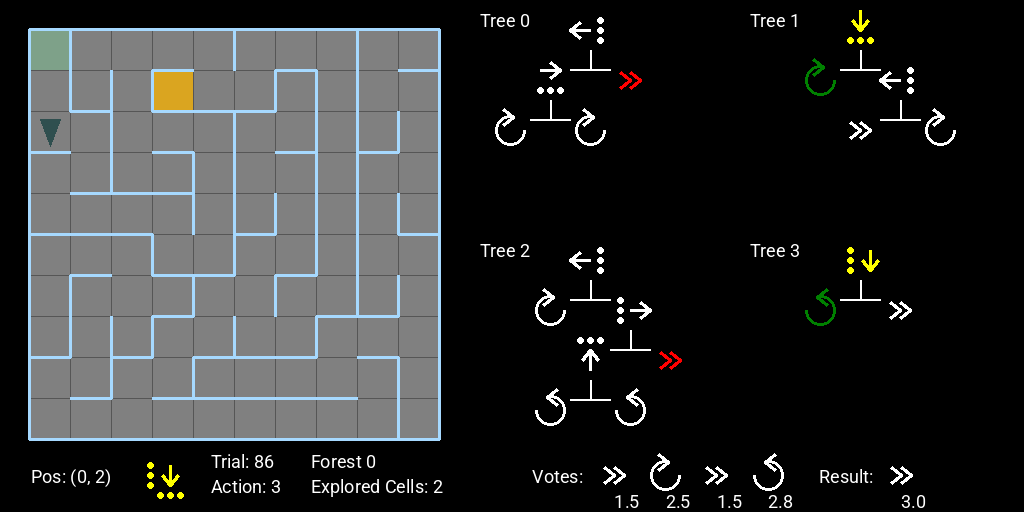 Tree 0
Tree 1
Tree 2
Tree 3
Pos: (0, 2)
Trial: 86
Forest 0
Action: 3
Explored Cells: 2
Votes:
1.5
2.5
1.5
2.8
Result:
3.0